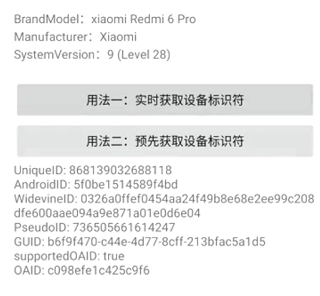 BrandModel：xiaomi Redmi 6 Pro
Manufacturer：Xiaomi
SystemVersion：9 (Level 28)
用法一：实时获取设备标识符
用法二：预先获取设备标识符
UniqueID: 868139032688118
AndroidID: 5f0be1514589f4bd
WidevineID: 0326a0ffef0454aa24f49b8e68e2ee99c208
dfe600aae094a9e871a01e0d6e04
PseudoID: 736505661614247
GUID: b6f9f470-c44e-4d77-8cff-213bfac5a1d5
supportedOAID: true
OAID: c098efe1c425c9f6